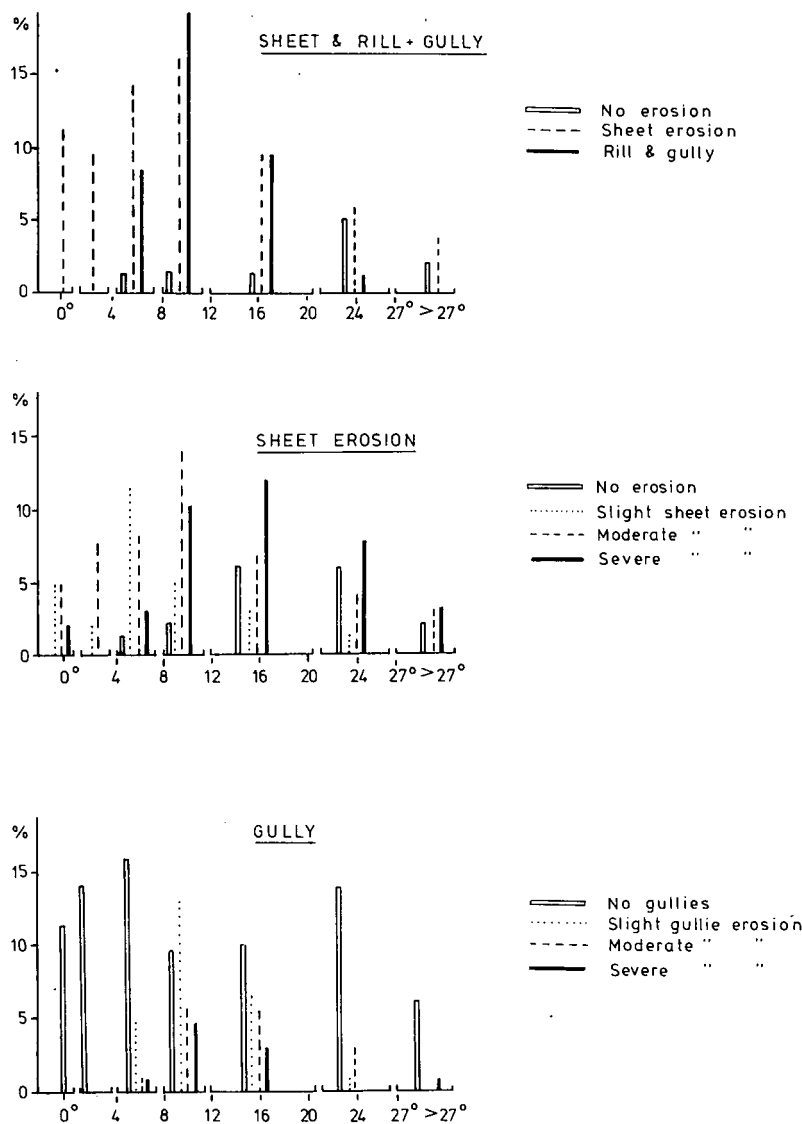 %
SHEET & RILL + GULLY
15
10
5
0
0° 4 8 12 16 20 24 27° >27°
No erosion
Sheet erosion
Rill & gully
%
SHEET EROSION
15
10
5
0
0° 4 8 12 16 20 24 27° >27°
No erosion
Slight sheet erosion
Moderate " "
Severe " "
%
GULLY
15
10
5
0
0° 4 8 12 16 20 24 27° >27°
No gullies
Slight gullie erosion
Moderate " "
Severe " "